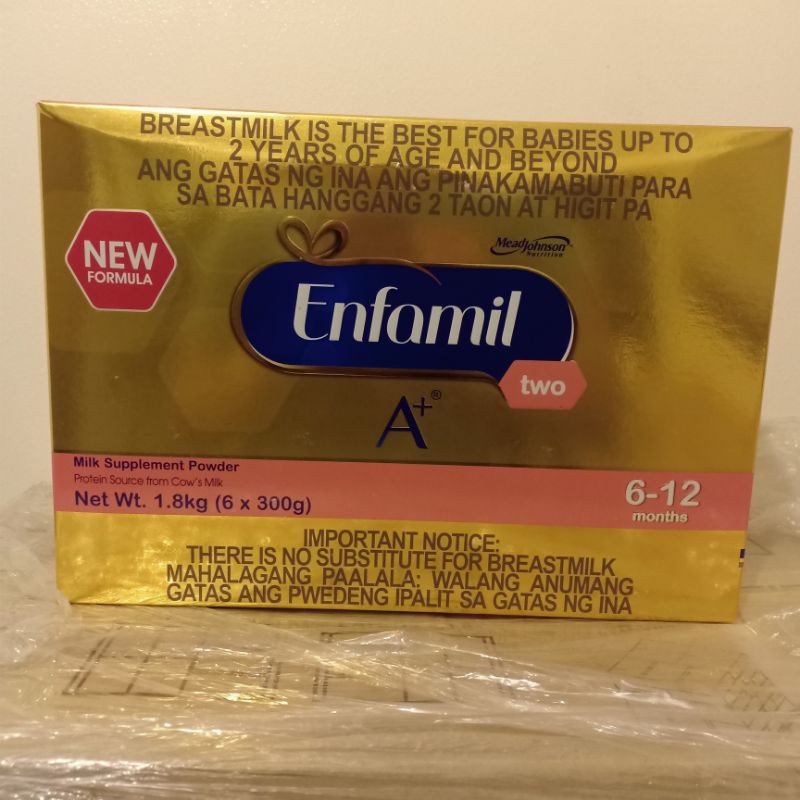 BREASTMILK IS THE BEST FOR BABIES UP TO
2 YEARS OF AGE AND BEYOND
ANG GATAS NG INA ANG PINAKAMABUTI PARA
SA BATA HANGGANG 2 TAON AT HIGIT PA
NEW
FORMULA
MeadJohnson
Nutrition
Enfamil
two
A+®
Milk Supplement Powder
Protein Source from Cow's Milk
Net Wt. 1.8kg (6 x 300g)
6-12
months
IMPORTANT NOTICE:
THERE IS NO SUBSTITUTE FOR BREASTMILK
MAHALAGANG PAALALA: WALANG ANUMANG
GATAS ANG PWEDENG IPALIT SA GATAS NG INA